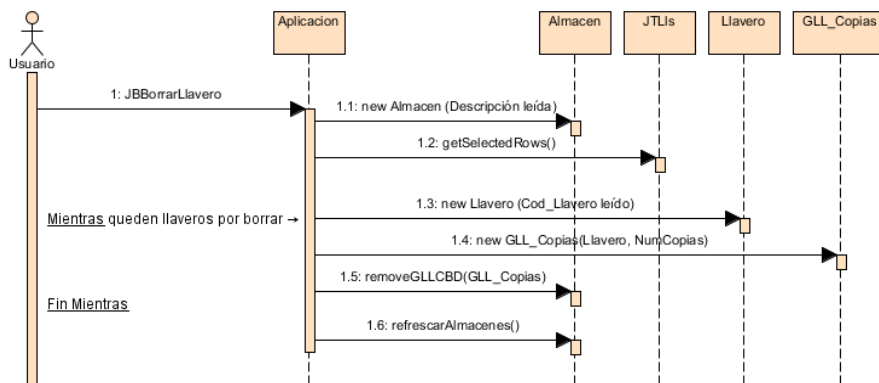 Aplicacion
Almacen
JTLls
Llavero
GLL_Copias
Usuario
1: JBBorrarLlavero
1.1: new Almacen (Descripción leída)
1.2: getSelectedRows()
1.3: new Llavero (Cod_Llavero leído)
Mientras queden llaveros por borrar →
1.4: new GLL_Copias(Llavero, NumCopias)
1.5: removeGLLCBD(GLL_Copias)
Fin Mientras
1.6: refrescarAlmacenes()